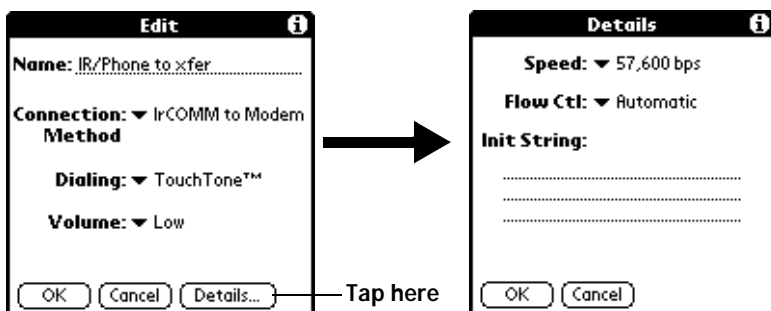 Edit
Name: IR/Phone to xfer
Connection: IrCOMM to Modem
Method
Dialing: TouchTone™
Volume: Low
OK Cancel Details...
Tap here
Details
Speed: 57,600 bps
Flow Ctl: Automatic
Init String:
OK Cancel